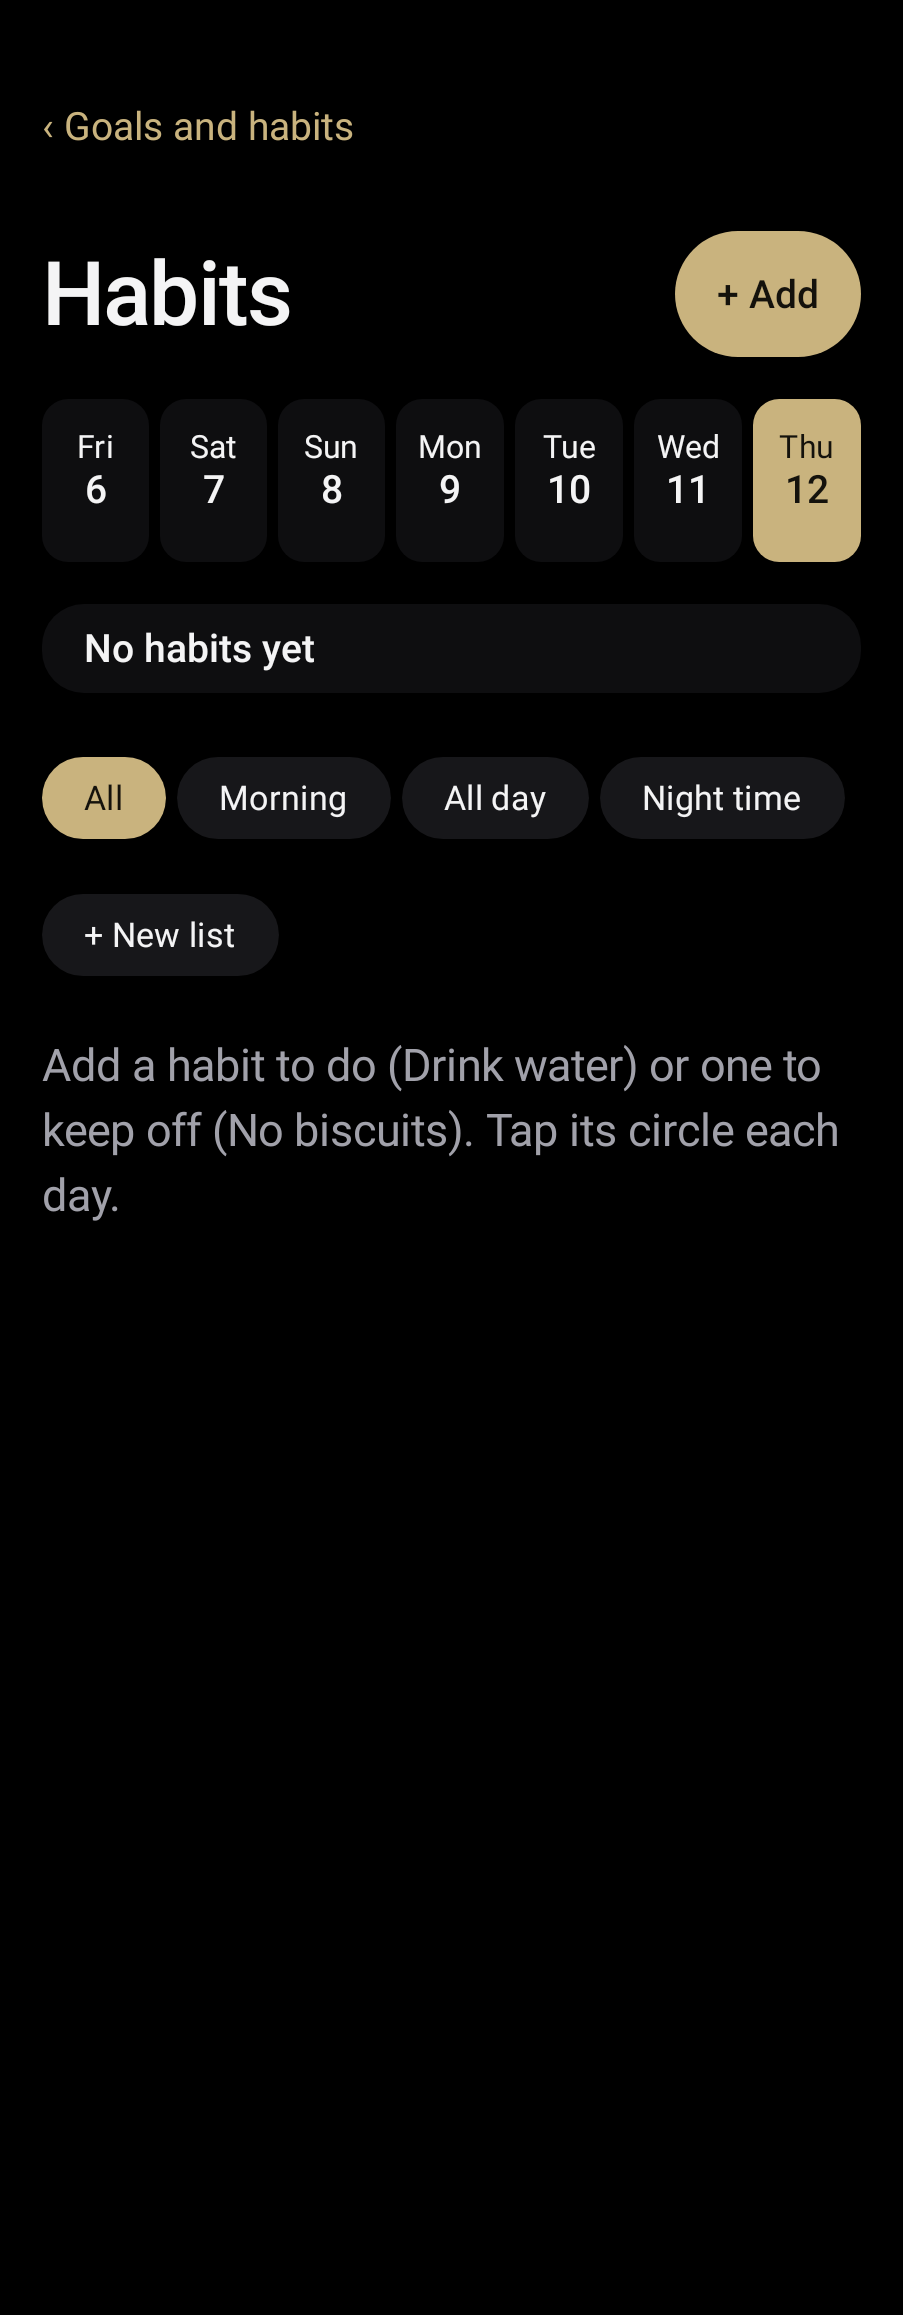 ‹ Goals and habits
Habits
+ Add
Fri Sat Sun Mon Tue Wed Thu
6 7 8 9 10 11 12
No habits yet
All Morning All day Night time
+ New list
Add a habit to do (Drink water) or one to
keep off (No biscuits). Tap its circle each
day.